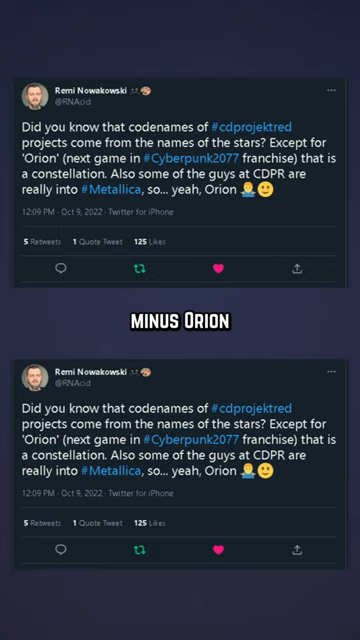 Remi Nowakowski
@RNAcid
Did you know that codenames of #cdprojektred
projects come from the names of the stars? Except for
'Orion' (next game in #Cyberpunk2077 franchise) that is
a constellation. Also some of the guys at CDPR are
really into #Metallica, so... yeah, Orion 🤷‍♂️🙂
12:09 PM · Oct 9, 2022 · Twitter for iPhone
5 Retweets 1 Quote Tweet 125 Likes
MINUS ORION
Remi Nowakowski
@RNAcid
Did you know that codenames of #cdprojektred
projects come from the names of the stars? Except for
'Orion' (next game in #Cyberpunk2077 franchise) that is
a constellation. Also some of the guys at CDPR are
really into #Metallica, so... yeah, Orion 🤷‍♂️🙂
12:09 PM · Oct 9, 2022 · Twitter for iPhone
5 Retweets 1 Quote Tweet 125 Likes